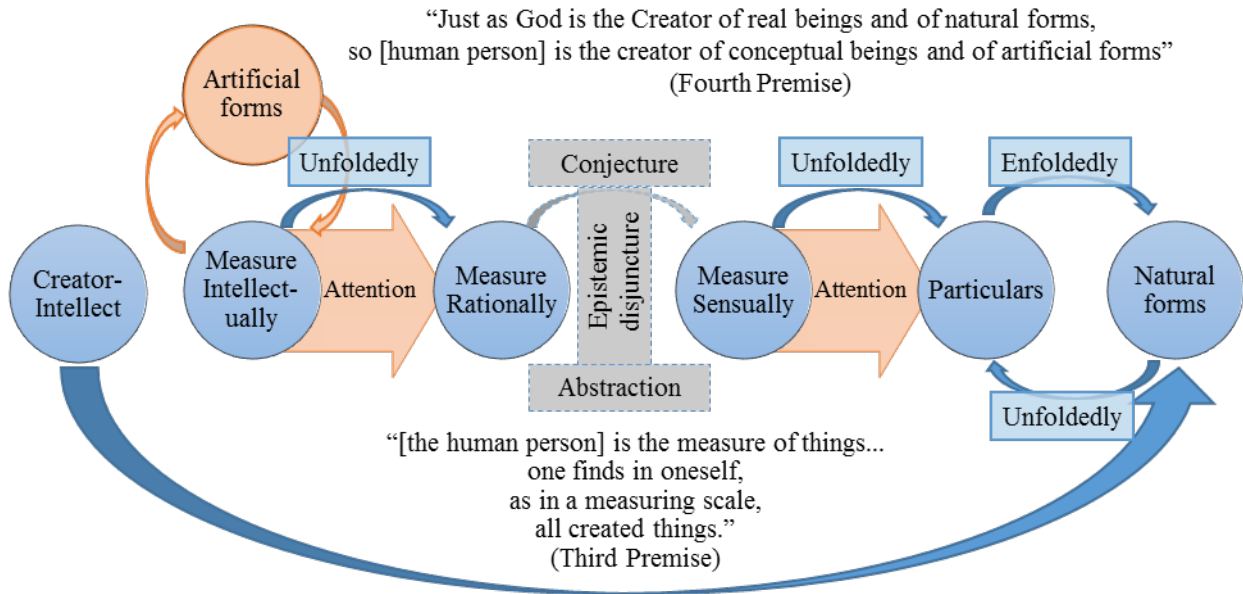 “Just as God is the Creator of real beings and of natural forms,
so [human person] is the creator of conceptual beings and of artificial forms”
(Fourth Premise)
Artificial
forms
Unfoldedly
Conjecture
Unfoldedly
Enfoldedly
Creator-
Intellect
Measure
Intellect-
ually
Attention
Measure
Rationally
Epistemic
disjuncture
Measure
Sensually
Attention
Particulars
Natural
forms
Abstraction
Unfoldedly
“[the human person] is the measure of things...
one finds in oneself,
as in a measuring scale,
all created things.”
(Third Premise)